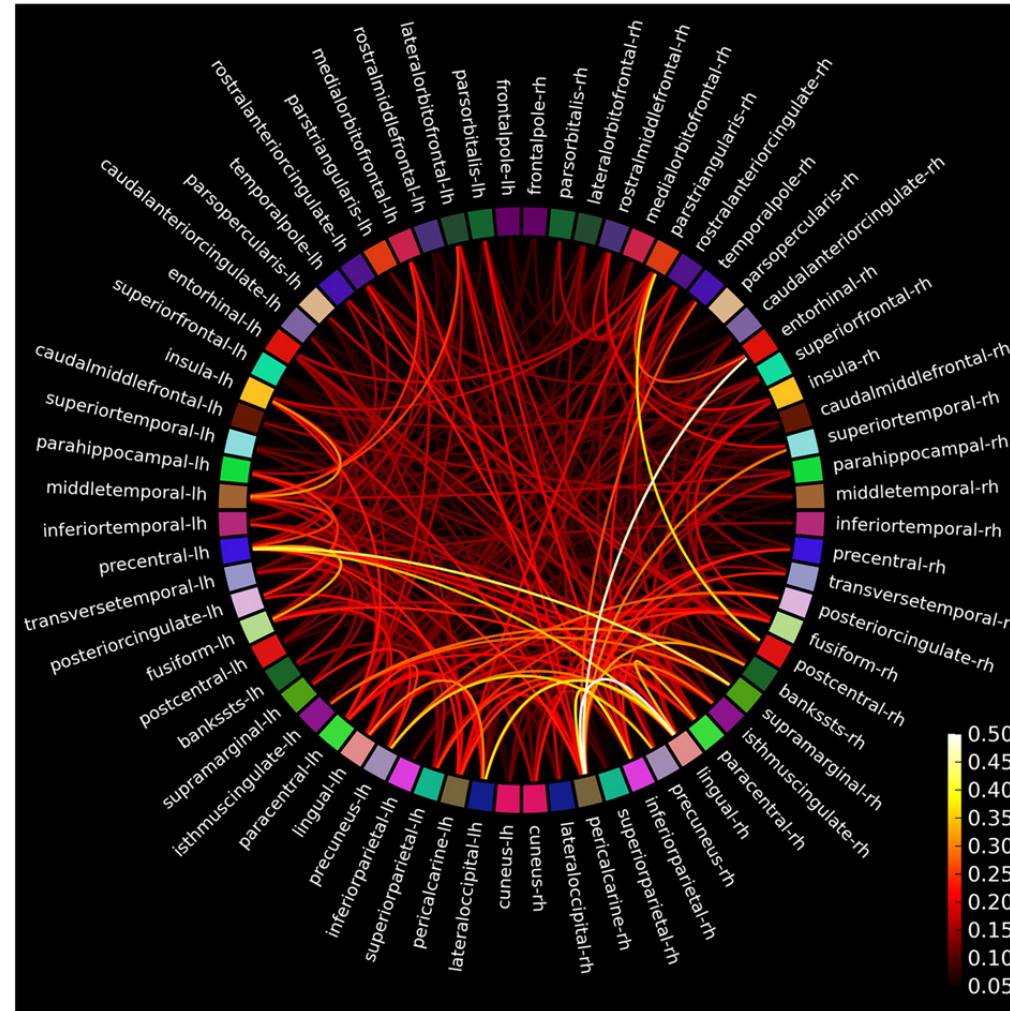 frontalpole-lh
parsorbitalis-lh
lateralorbitofrontal-lh
rostralmiddlefrontal-lh
medialorbitofrontal-lh
parstriangularis-lh
rostralanteriorcingulate-lh
temporalpole-lh
parsopercularis-lh
caudalanteriorcingulate-lh
entorhinal-lh
superiorfrontal-lh
insula-lh
caudalmiddlefrontal-lh
superiortemporal-lh
parahippocampal-lh
middletemporal-lh
inferiortemporal-lh
precentral-lh
transversetemporal-lh
posteriorcingulate-lh
fusiform-lh
postcentral-lh
bankssts-lh
supramarginal-lh
isthmuscingulate-lh
paracentral-lh
lingual-lh
precuneus-lh
inferiorparietal-lh
superiorparietal-lh
pericalcarine-lh
lateraloccipital-lh
cuneus-lh
cuneus-rh
lateraloccipital-rh
pericalcarine-rh
superiorparietal-rh
inferiorparietal-rh
precuneus-rh
lingual-rh
paracentral-rh
isthmuscingulate-rh
supramarginal-rh
bankssts-rh
postcentral-rh
fusiform-rh
posteriorcingulate-rh
transversetemporal-r
precentral-rh
inferiortemporal-rh
middletemporal-rh
parahippocampal-rh
superiortemporal-rh
caudalmiddlefrontal-rh
insula-rh
superiorfrontal-rh
entorhinal-rh
caudalanteriorcingulate-rh
parsopercularis-rh
temporalpole-rh
rostralanteriorcingulate-rh
parstriangularis-rh
medialorbitofrontal-rh
rostralmiddlefrontal-rh
lateralorbitofrontal-rh
parsorbitalis-rh
frontalpole-rh
0.50
0.45
0.40
0.35
0.30
0.25
0.20
0.15
0.10
0.05